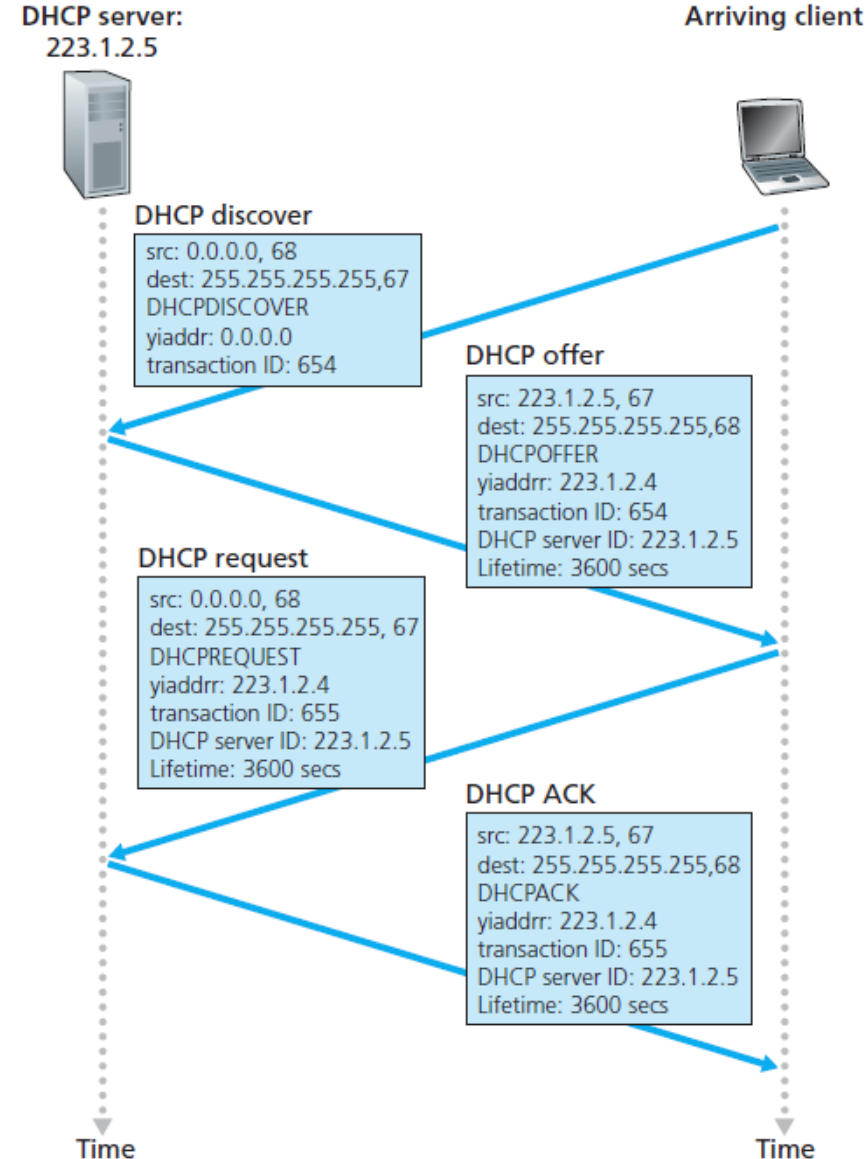 DHCP server:
223.1.2.5
Arriving client
DHCP discover
src: 0.0.0.0, 68
dest: 255.255.255.255,67
DHCPDISCOVER
yiaddr: 0.0.0.0
transaction ID: 654
DHCP offer
src: 223.1.2.5, 67
dest: 255.255.255.255,68
DHCPOFFER
yiaddrr: 223.1.2.4
transaction ID: 654
DHCP server ID: 223.1.2.5
Lifetime: 3600 secs
DHCP request
src: 0.0.0.0, 68
dest: 255.255.255.255, 67
DHCPREQUEST
yiaddrr: 223.1.2.4
transaction ID: 655
DHCP server ID: 223.1.2.5
Lifetime: 3600 secs
DHCP ACK
src: 223.1.2.5, 67
dest: 255.255.255.255,68
DHCPACK
yiaddrr: 223.1.2.4
transaction ID: 655
DHCP server ID: 223.1.2.5
Lifetime: 3600 secs
Time
Time